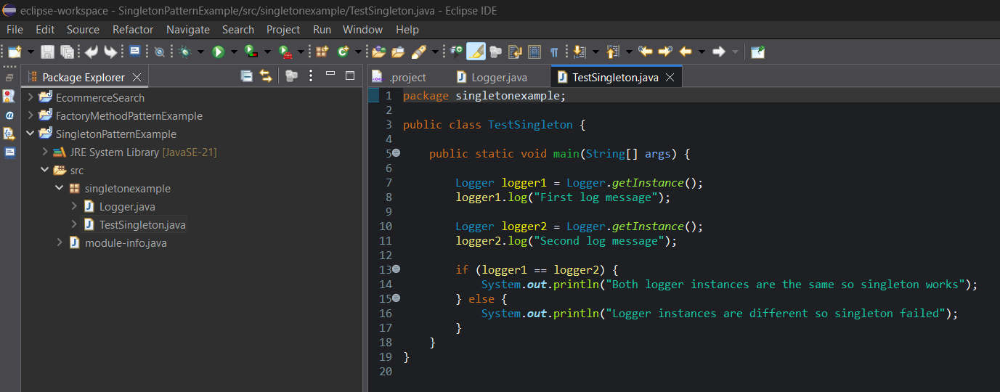 eclipse-workspace - SingletonPatternExample/src/singletonexample/TestSingleton.java - Eclipse IDE
File Edit Source Refactor Navigate Search Project Run Window Help
Package Explorer
EcommerceSearch
FactoryMethodPatternExample
SingletonPatternExample
JRE System Library [JavaSE-21]
src
singletonexample
Logger.java
TestSingleton.java
module-info.java
.project Logger.java TestSingleton.java
1 package singletonexample;
2
3 public class TestSingleton {
4
5 public static void main(String[] args) {
6
7 Logger logger1 = Logger.getInstance();
8 logger1.log("First log message");
9
10 Logger logger2 = Logger.getInstance();
11 logger2.log("Second log message");
12
13 if (logger1 == logger2) {
14 System.out.println("Both logger instances are the same so singleton works");
15 } else {
16 System.out.println("Logger instances are different so singleton failed");
17 }
18 }
19 }
20